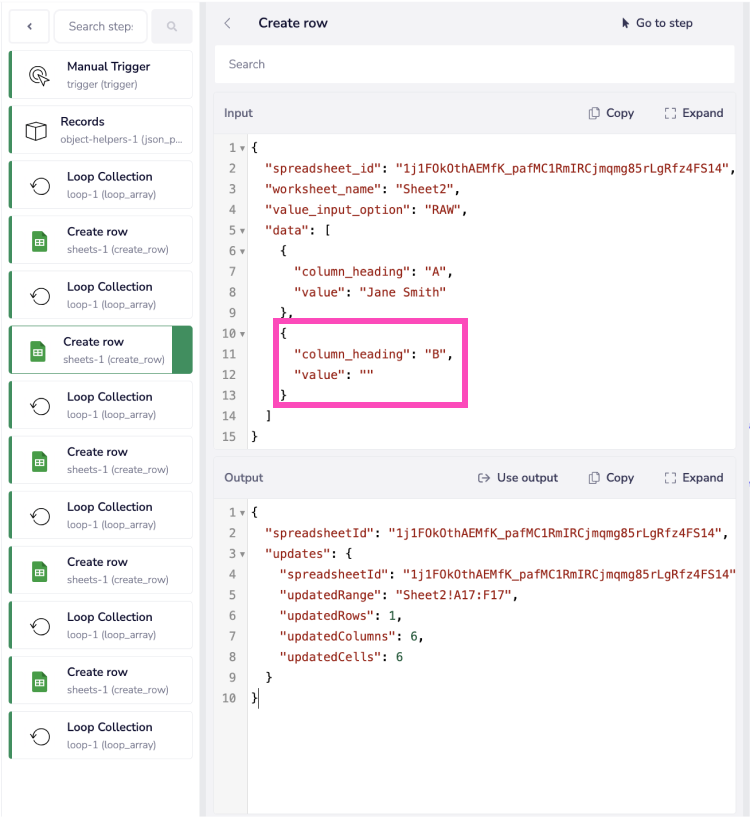 Search step:
Manual Trigger
trigger (trigger)
Records
object-helpers-1 (json_p...
Loop Collection
loop-1 (loop_array)
Create row
sheets-1 (create_row)
Loop Collection
loop-1 (loop_array)
Create row
sheets-1 (create_row)
Loop Collection
loop-1 (loop_array)
Create row
sheets-1 (create_row)
Loop Collection
loop-1 (loop_array)
Create row
sheets-1 (create_row)
Loop Collection
loop-1 (loop_array)
Create row
sheets-1 (create_row)
Loop Collection
loop-1 (loop_array)
Create row Go to step
Search
Input Copy Expand
1 {
2 "spreadsheet_id": "1j1FOkOthAEMfK_pafMC1RmIRCjmqmg85rLgRfz4FS14",
3 "worksheet_name": "Sheet2",
4 "value_input_option": "RAW",
5 "data": [
6 {
7 "column_heading": "A",
8 "value": "Jane Smith"
9 },
10 {
11 "column_heading": "B",
12 "value": ""
13 }
14 ]
15 }
Output Use output Copy Expand
1 {
2 "spreadsheetId": "1j1FOkOthAEMfK_pafMC1RmIRCjmqmg85rLgRfz4FS14",
3 "updates": {
4 "spreadsheetId": "1j1FOkOthAEMfK_pafMC1RmIRCjmqmg85rLgRfz4FS14"
5 "updatedRange": "Sheet2!A17:F17",
6 "updatedRows": 1,
7 "updatedColumns": 6,
8 "updatedCells": 6
9 }
10 }